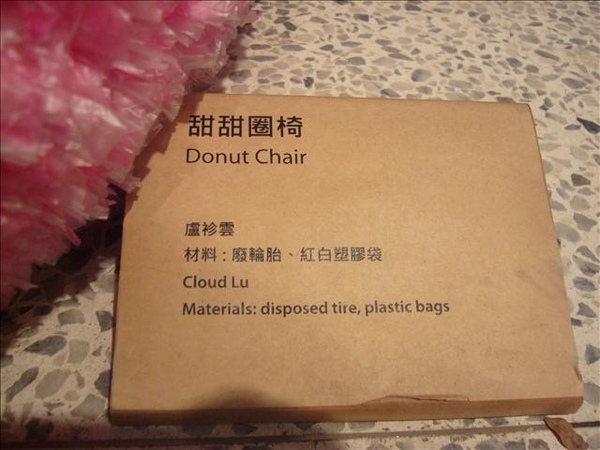 甜甜圈椅
Donut Chair
盧袗雲
材料：廢輪胎、紅白塑膠袋
Cloud Lu
Materials: disposed tire, plastic bags